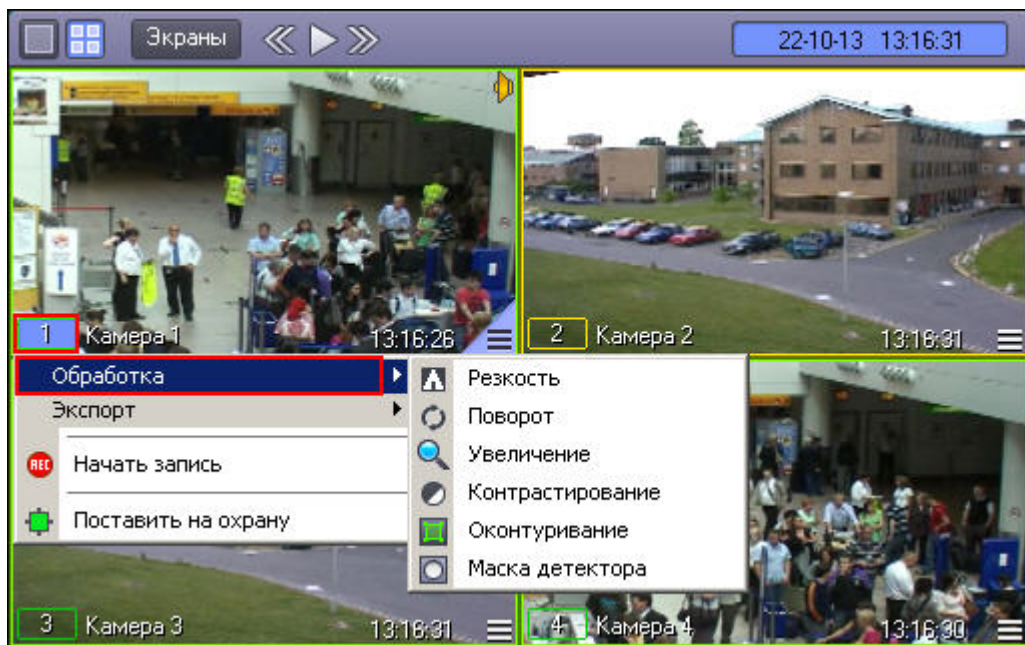 Экраны
22-10-13 13:16:31
1 Камера 1 13:16:26
2 Камера 2 13:16:31
Обработка
Экспорт
REC Начать запись
Поставить на охрану
Резкость
Поворот
Увеличение
Контрастирование
Оконтуривание
Маска детектора
3 Камера 3 13:16:31
4 Камера 4 13:16:30